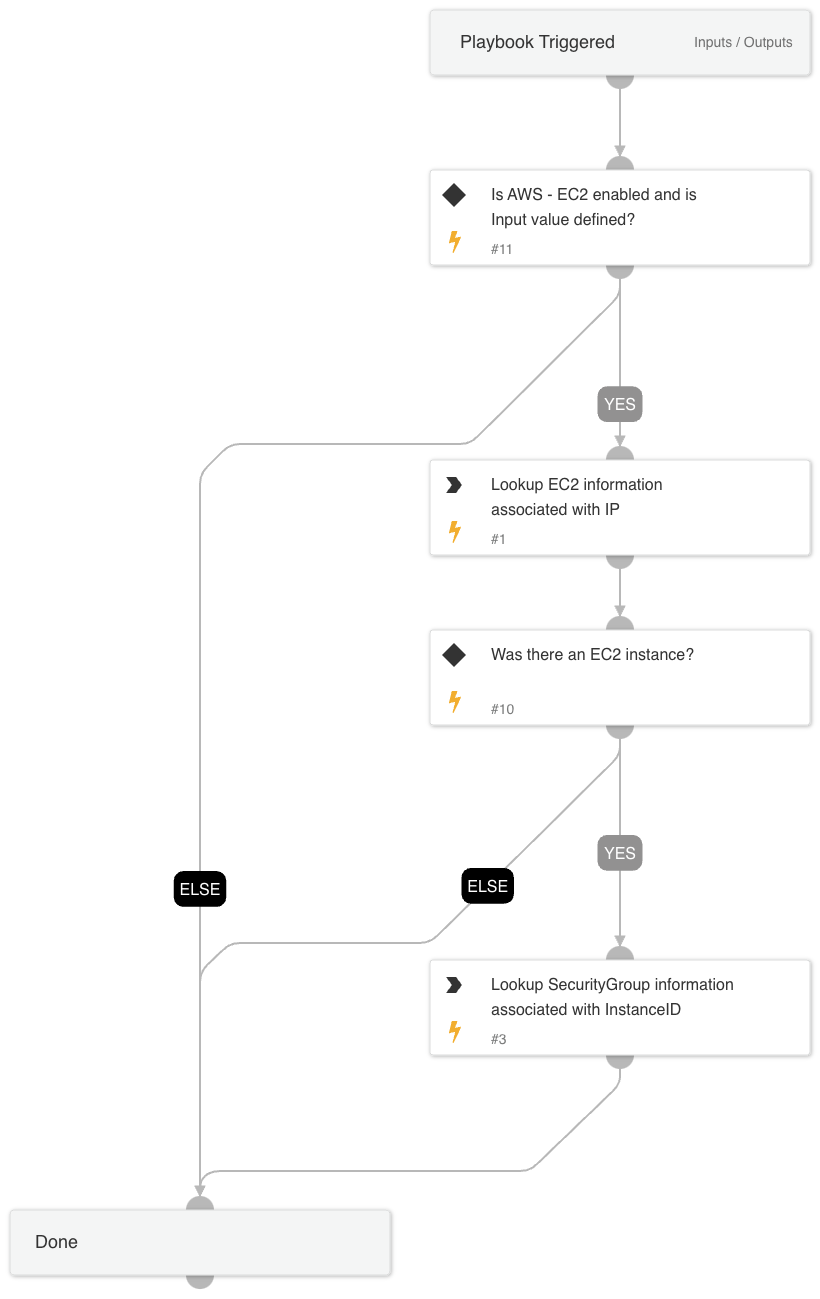 Playbook Triggered
Inputs / Outputs
Is AWS - EC2 enabled and is
Input value defined?
#11
YES
Lookup EC2 information
associated with IP
#1
Was there an EC2 instance?
#10
YES
ELSE
ELSE
Lookup SecurityGroup information
associated with InstanceID
#3
Done